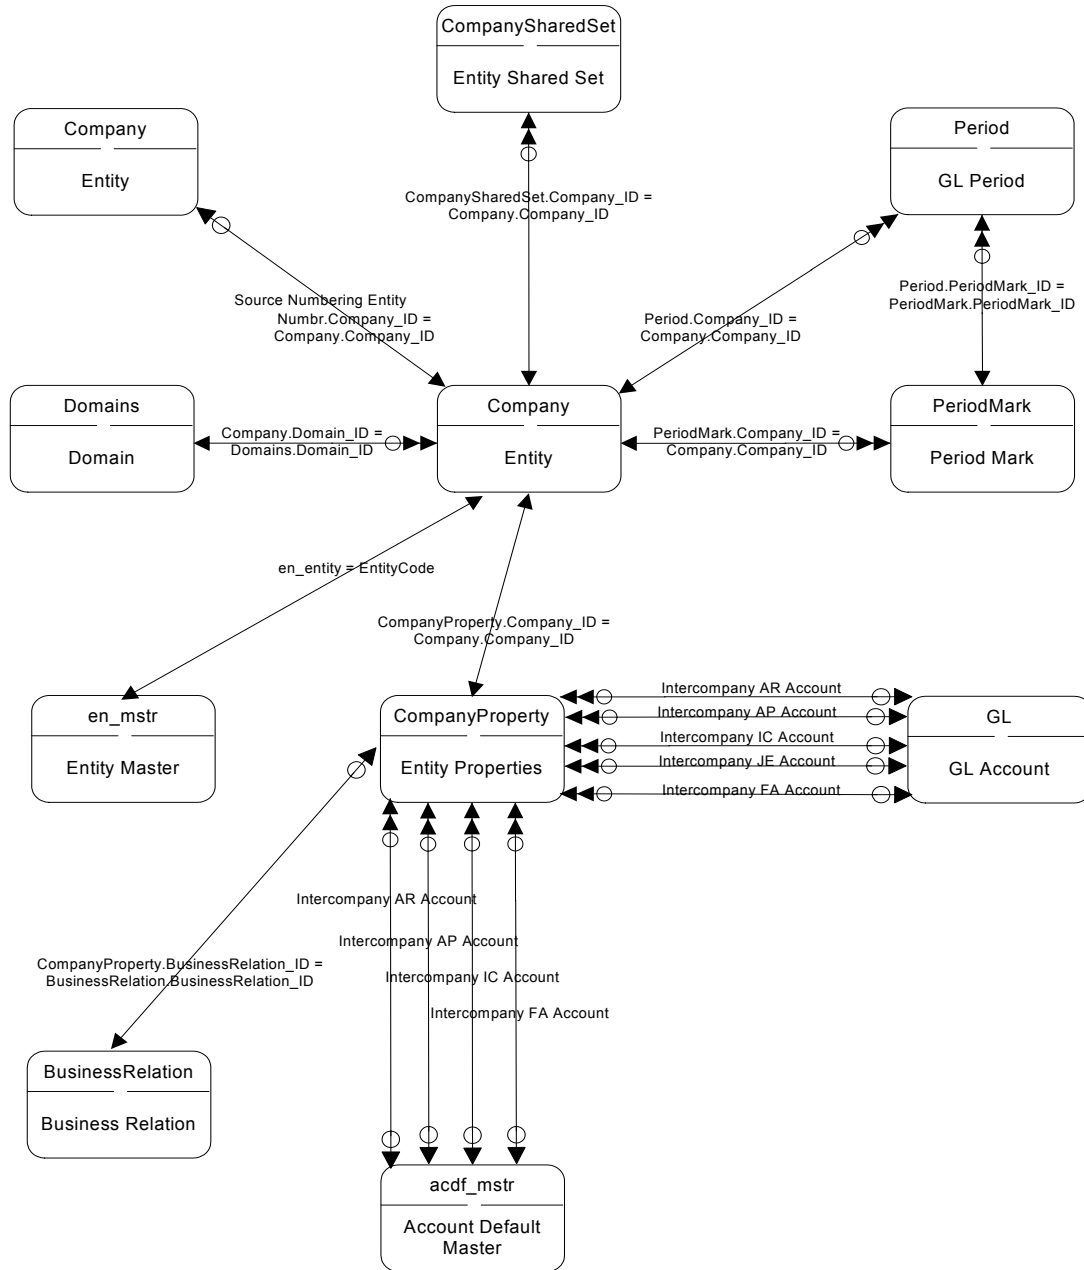 CompanySharedSet
Entity Shared Set
Company
Entity
Period
GL Period
CompanySharedSet.Company_ID =
Company.Company_ID
Source Numbering Entity
Numbr.Company_ID =
Company.Company_ID
Period.Company_ID =
Company.Company_ID
Period.PeriodMark_ID =
PeriodMark.PeriodMark_ID
Domains
Domain
Company.Domain_ID =
Domains.Domain_ID
Company
Entity
PeriodMark.Company_ID =
Company.Company_ID
PeriodMark
Period Mark
en_entity = EntityCode
CompanyProperty.Company_ID =
Company.Company_ID
en_mstr
Entity Master
CompanyProperty
Entity Properties
Intercompany AR Account
Intercompany AP Account
Intercompany IC Account
Intercompany JE Account
Intercompany FA Account
GL
GL Account
Intercompany AR Account
Intercompany AP Account
Intercompany IC Account
Intercompany FA Account
CompanyProperty.BusinessRelation_ID =
BusinessRelation.BusinessRelation_ID
BusinessRelation
Business Relation
acdf_mstr
Account Default
Master